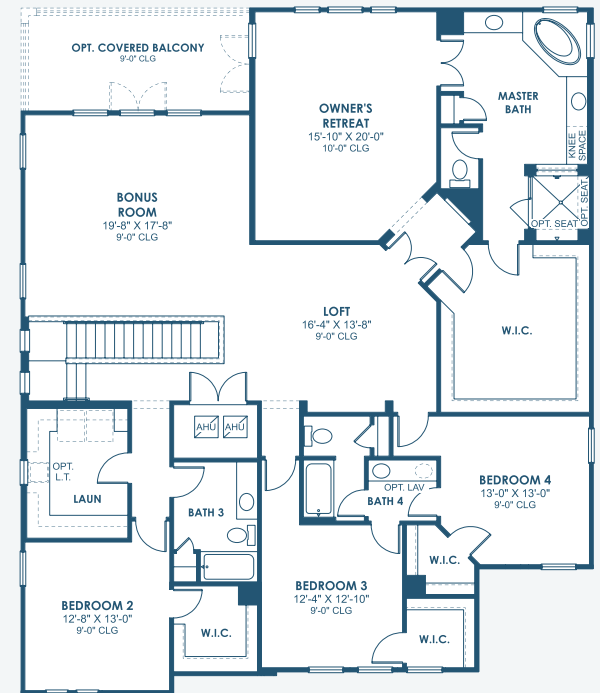 OPT. COVERED BALCONY
9'-0" CLG
OWNER'S
RETREAT
15'-10" X 20'-0"
10'-0" CLG
MASTER
BATH
KNEE
SPACE
OPT. SEAT
OPT. SEAT
BONUS
ROOM
19'-8" X 17'-8"
9'-0" CLG
LOFT
16'-4" X 13'-8"
9'-0" CLG
W.I.C.
AHU
AHU
OPT.
L.T.
LAUN
BATH 3
OPT. LAV
BATH 4
BEDROOM 4
13'-0" X 13'-0"
9'-0" CLG
W.I.C.
BEDROOM 2
12'-8" X 13'-0"
9'-0" CLG
W.I.C.
BEDROOM 3
12'-4" X 12'-10"
9'-0" CLG
W.I.C.